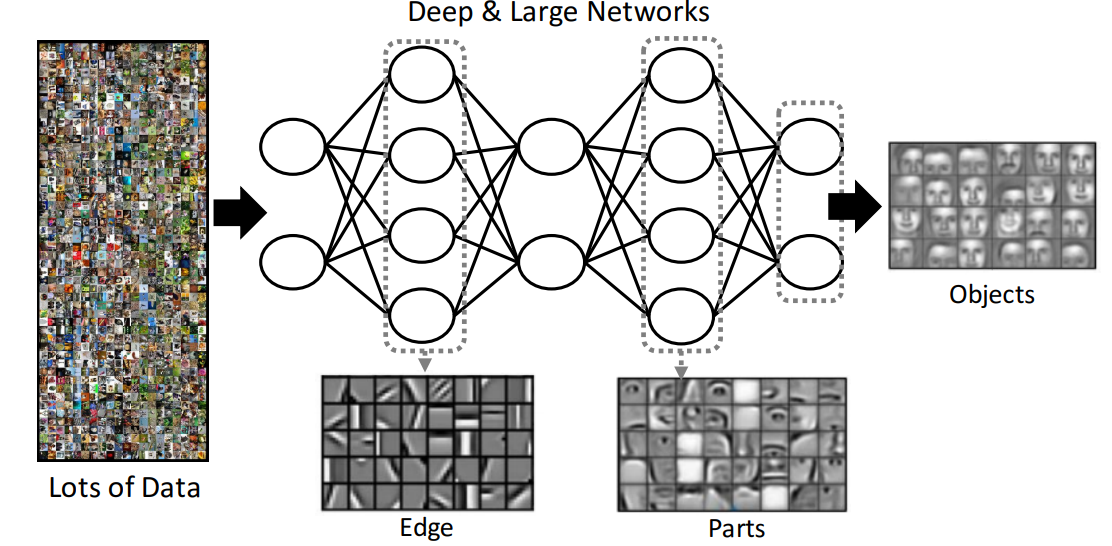 Deep & Large Networks
Lots of Data
Edge
Parts
Objects